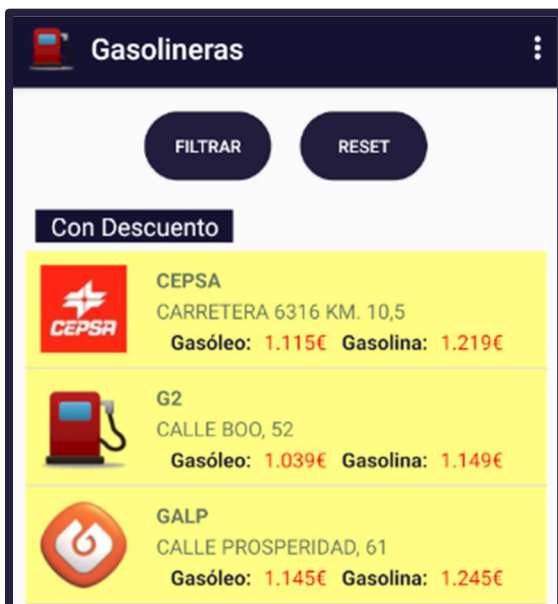 Gasolineras
FILTRAR RESET
Con Descuento
CEPSA
CEPSA
CARRETERA 6316 KM. 10,5
Gasóleo: 1.115€ Gasolina: 1.219€
G2
CALLE BOO, 52
Gasóleo: 1.039€ Gasolina: 1.149€
GALP
CALLE PROSPERIDAD, 61
Gasóleo: 1.145€ Gasolina: 1.245€